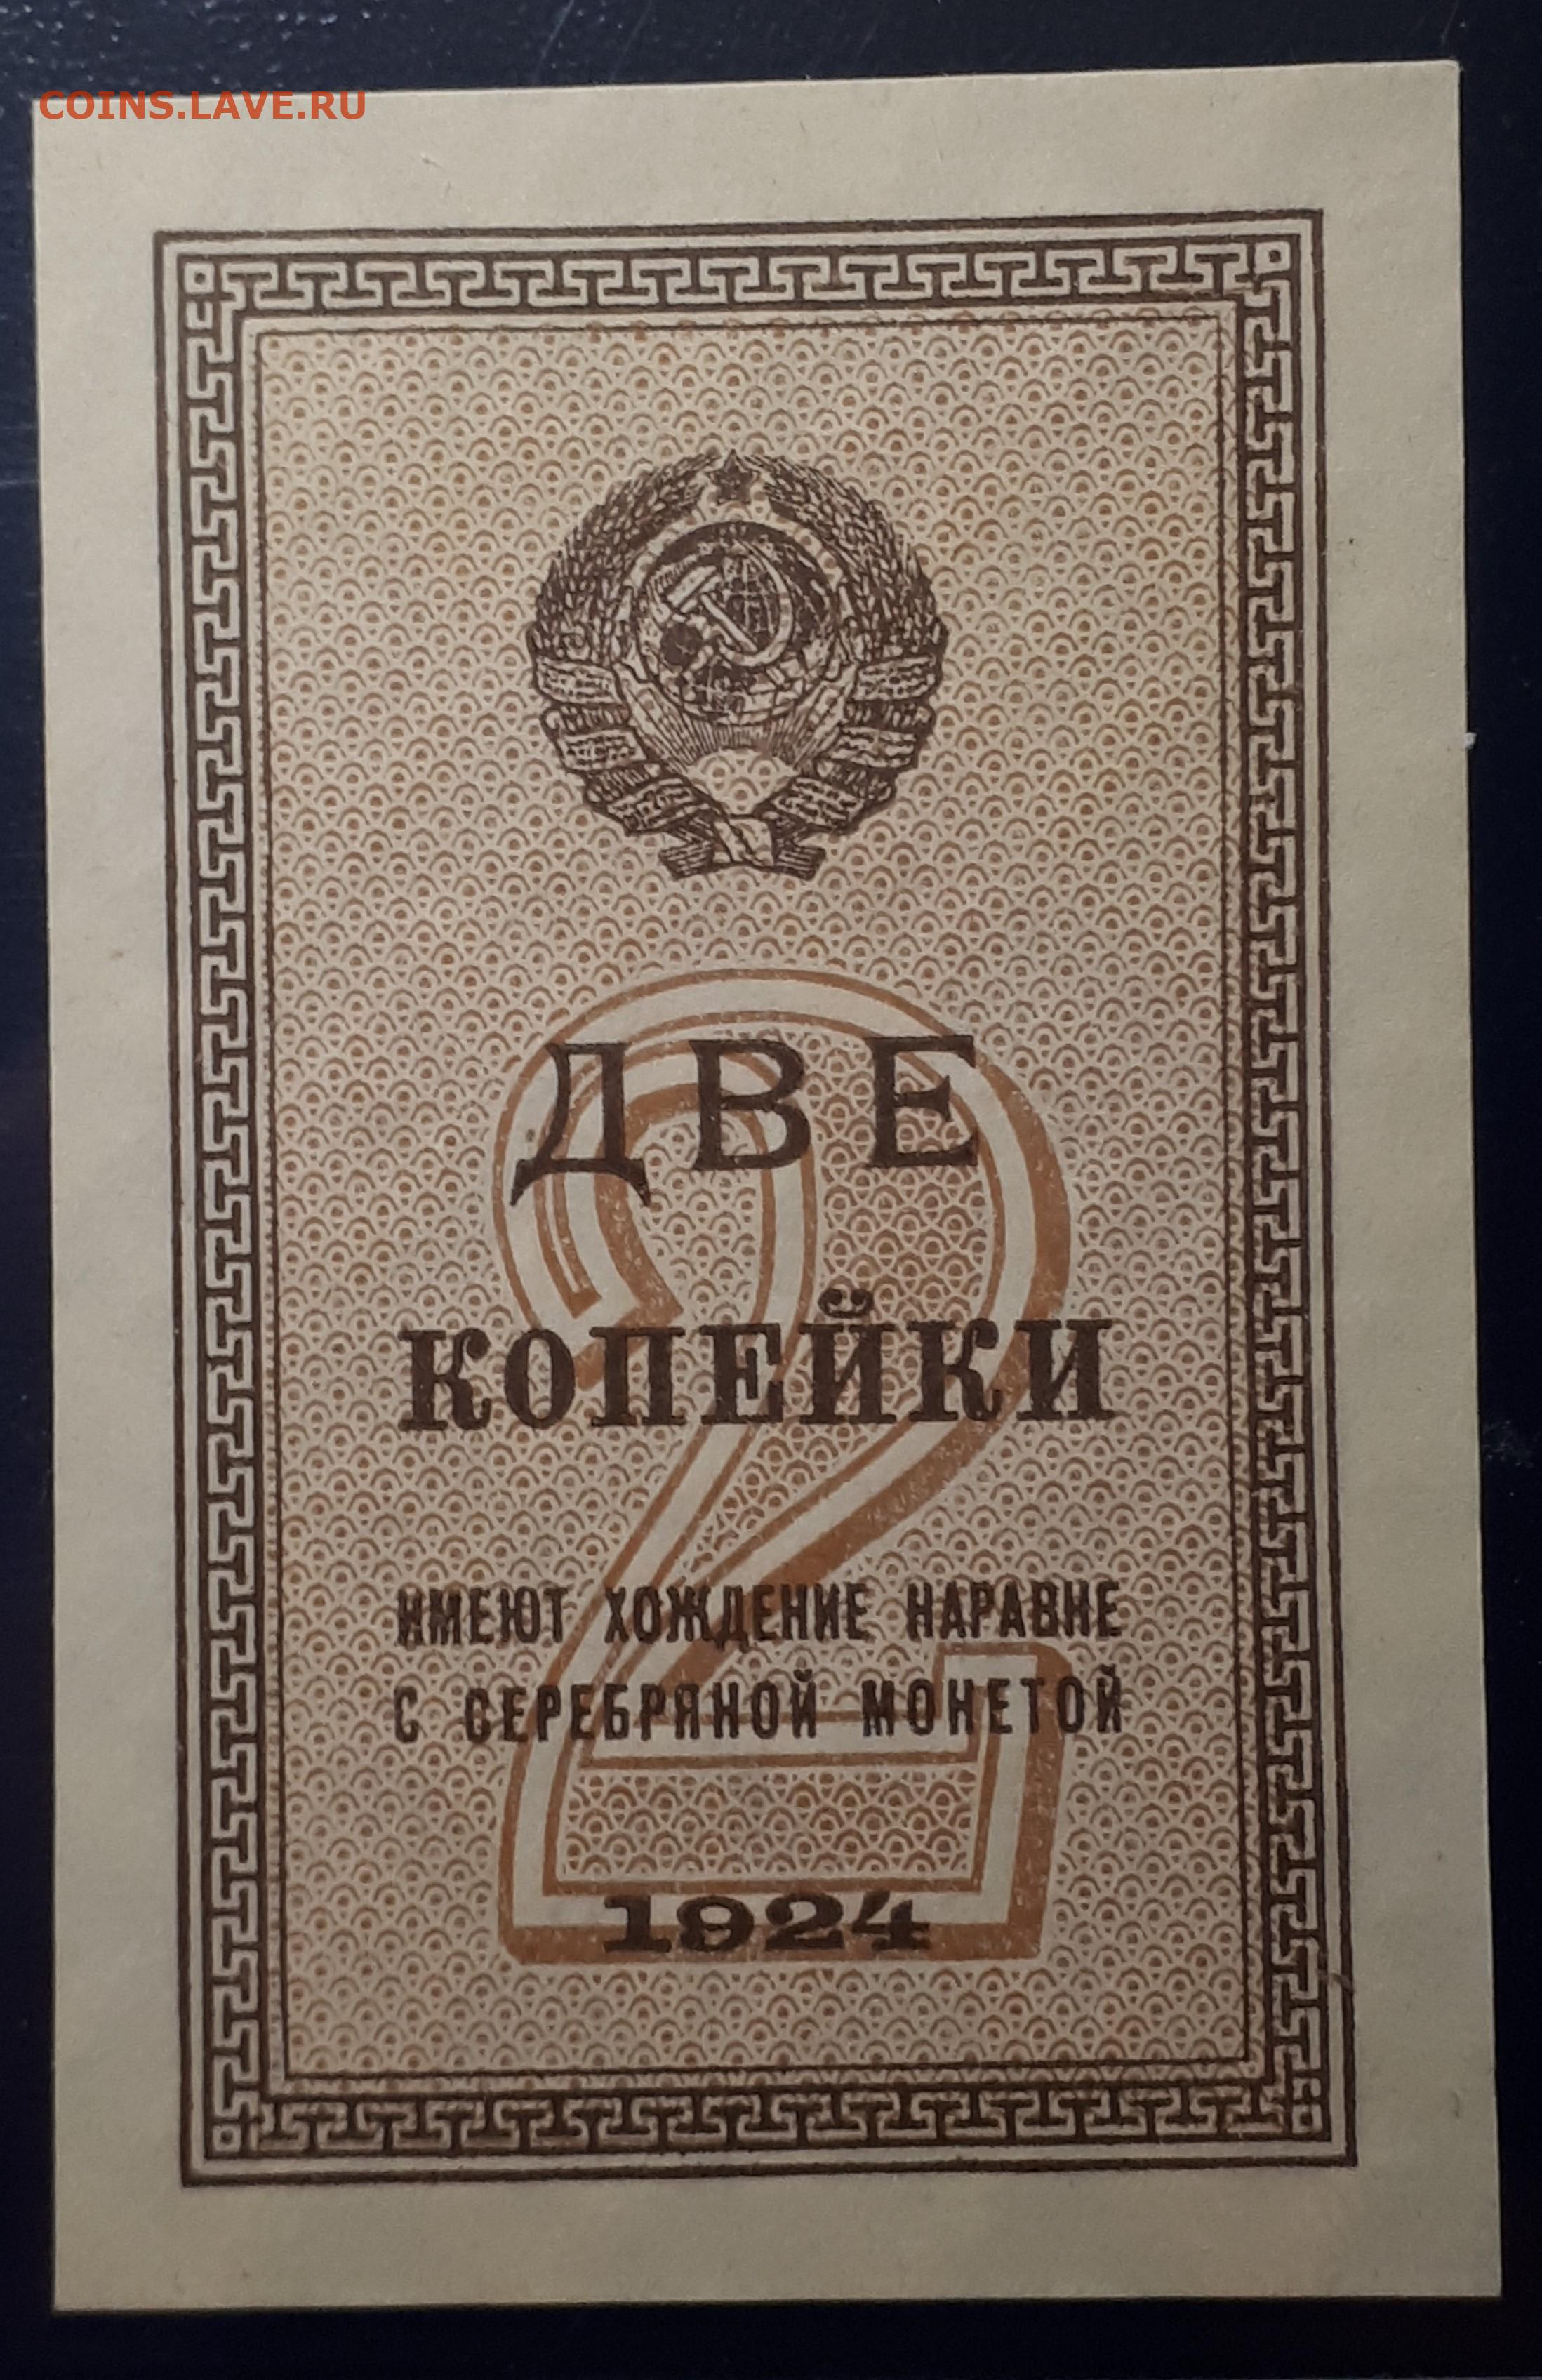 COINS.LAVE.RU
ДВЕ
КОПЕЙКИ
ИМЕЮТ ХОЖДЕНИЕ НАРАВНЕ
С СЕРЕБРЯНОЙ МОНЕТОЙ
1924